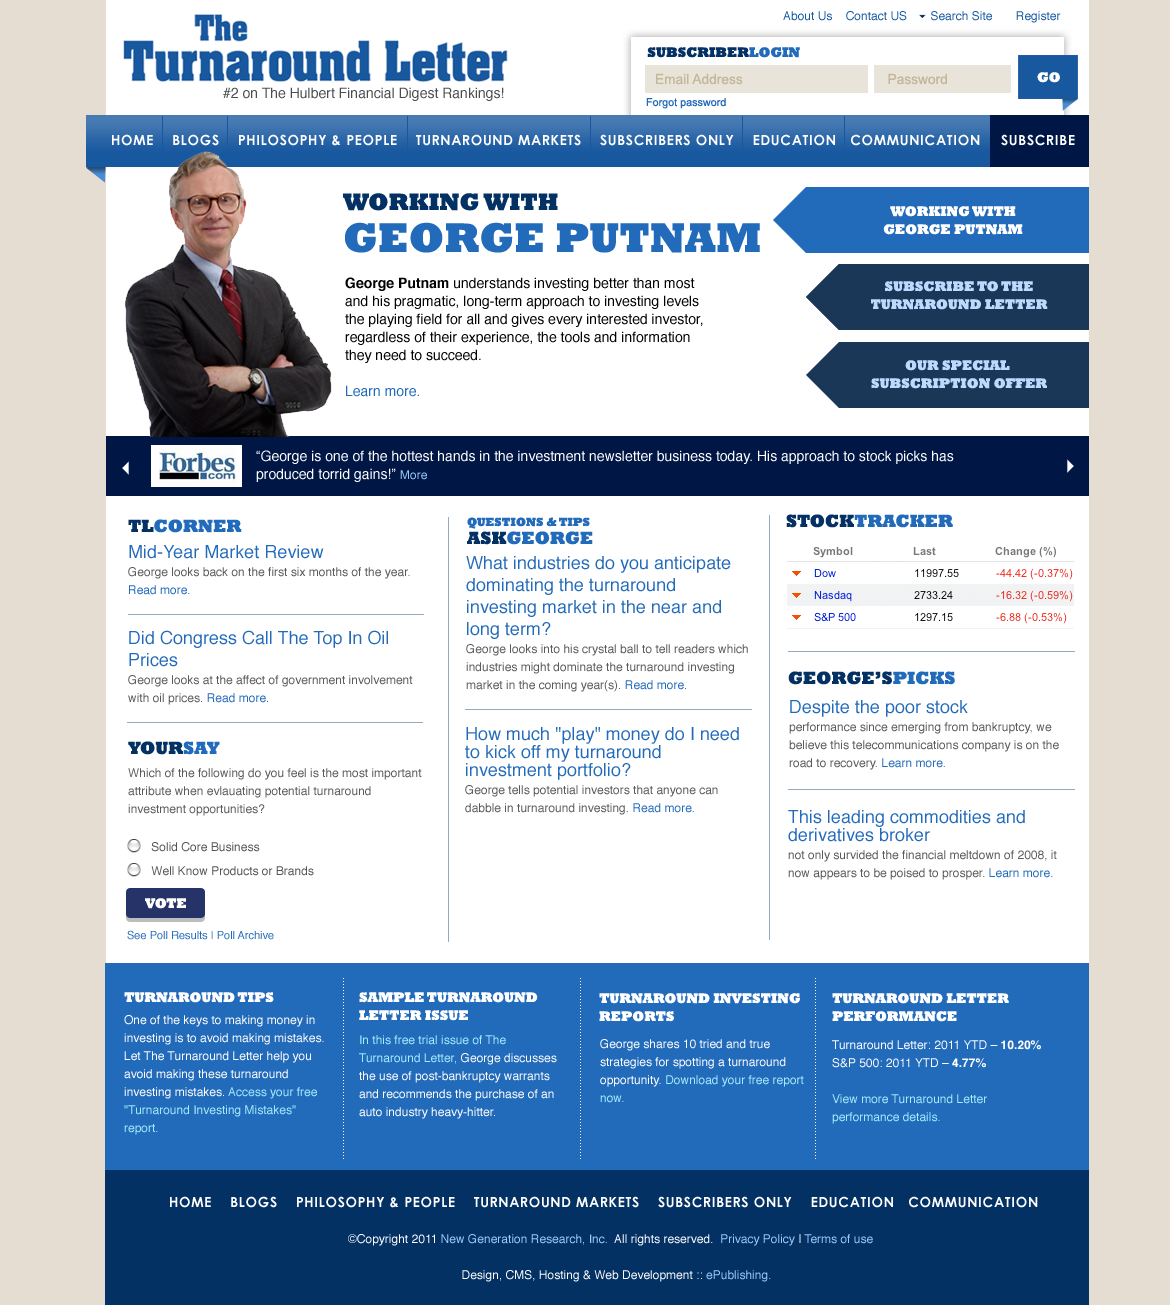 The
Turnaround Letter
#2 on The Hulbert Financial Digest Rankings!
About Us Contact US Search Site Register
SUBSCRIBERLOGIN
Email Address Password GO
Forgot password
HOME BLOGS PHILOSOPHY & PEOPLE TURNAROUND MARKETS SUBSCRIBERS ONLY EDUCATION COMMUNICATION SUBSCRIBE
WORKING WITH
GEORGE PUTNAM
George Putnam understands investing better than most
and his pragmatic, long-term approach to investing levels
the playing field for all and gives every interested investor,
regardless of their experience, the tools and information
they need to succeed.
Learn more.
WORKING WITH
GEORGE PUTNAM
SUBSCRIBE TO THE
TURNAROUND LETTER
OUR SPECIAL
SUBSCRIPTION OFFER
Forbes
.com
“George is one of the hottest hands in the investment newsletter business today. His approach to stock picks has
produced torrid gains!” More
TLCORNER
Mid-Year Market Review
George looks back on the first six months of the year.
Read more.
Did Congress Call The Top In Oil
Prices
George looks at the affect of government involvement
with oil prices. Read more.
YOURSAY
Which of the following do you feel is the most important
attribute when evlauating potential turnaround
investment opportunities?
Solid Core Business
Well Know Products or Brands
VOTE
See Poll Results | Poll Archive
QUESTIONS & TIPS
ASKGEORGE
What industries do you anticipate
dominating the turnaround
investing market in the near and
long term?
George looks into his crystal ball to tell readers which
industries might dominate the turnaround investing
market in the coming year(s). Read more.
How much "play" money do I need
to kick off my turnaround
investment portfolio?
George tells potential investors that anyone can
dabble in turnaround investing. Read more.
STOCKTRACKER
Symbol Last Change (%)
Dow 11997.55 -44.42 (-0.37%)
Nasdaq 2733.24 -16.32 (-0.59%)
S&P 500 1297.15 -6.88 (-0.53%)
GEORGE'SPICKS
Despite the poor stock
performance since emerging from bankruptcy, we
believe this telecommunications company is on the
road to recovery. Learn more.
This leading commodities and
derivatives broker
not only survided the financial meltdown of 2008, it
now appears to be poised to prosper. Learn more.
TURNAROUND TIPS
One of the keys to making money in
investing is to avoid making mistakes.
Let The Turnaround Letter help you
avoid making these turnaround
investing mistakes. Access your free
"Turnaround Investing Mistakes"
report.
SAMPLE TURNAROUND
LETTER ISSUE
In this free trial issue of The
Turnaround Letter, George discusses
the use of post-bankruptcy warrants
and recommends the purchase of an
auto industry heavy-hitter.
TURNAROUND INVESTING
REPORTS
George shares 10 tried and true
strategies for spotting a turnaround
opportunity. Download your free report
now.
TURNAROUND LETTER
PERFORMANCE
Turnaround Letter: 2011 YTD – 10.20%
S&P 500: 2011 YTD – 4.77%
View more Turnaround Letter
performance details.
HOME BLOGS PHILOSOPHY & PEOPLE TURNAROUND MARKETS SUBSCRIBERS ONLY EDUCATION COMMUNICATION
©Copyright 2011 New Generation Research, Inc. All rights reserved. Privacy Policy | Terms of use
Design, CMS, Hosting & Web Development :: ePublishing.